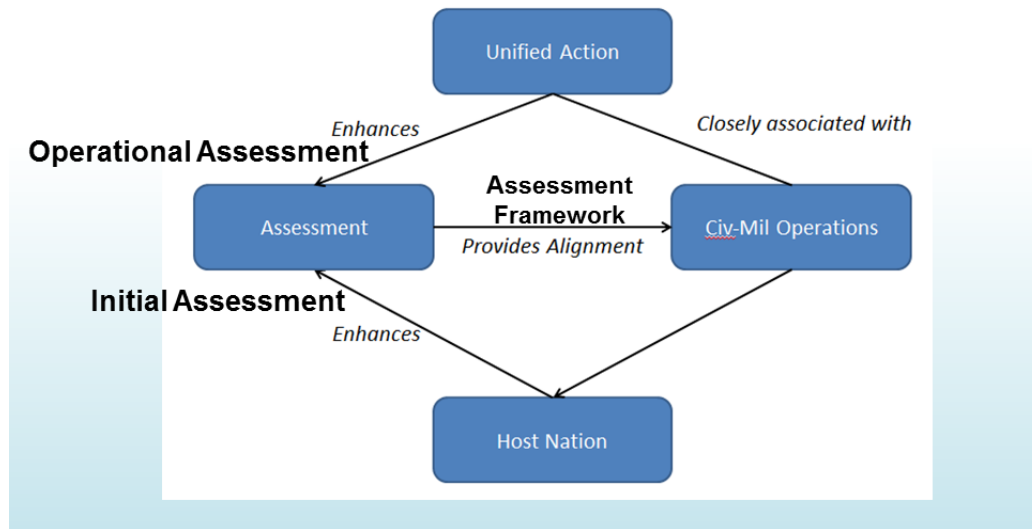 Unified Action
Enhances
Closely associated with
Operational Assessment
Assessment
Framework
Assessment
Provides Alignment
Civ-Mil Operations
Initial Assessment
Enhances
Host Nation